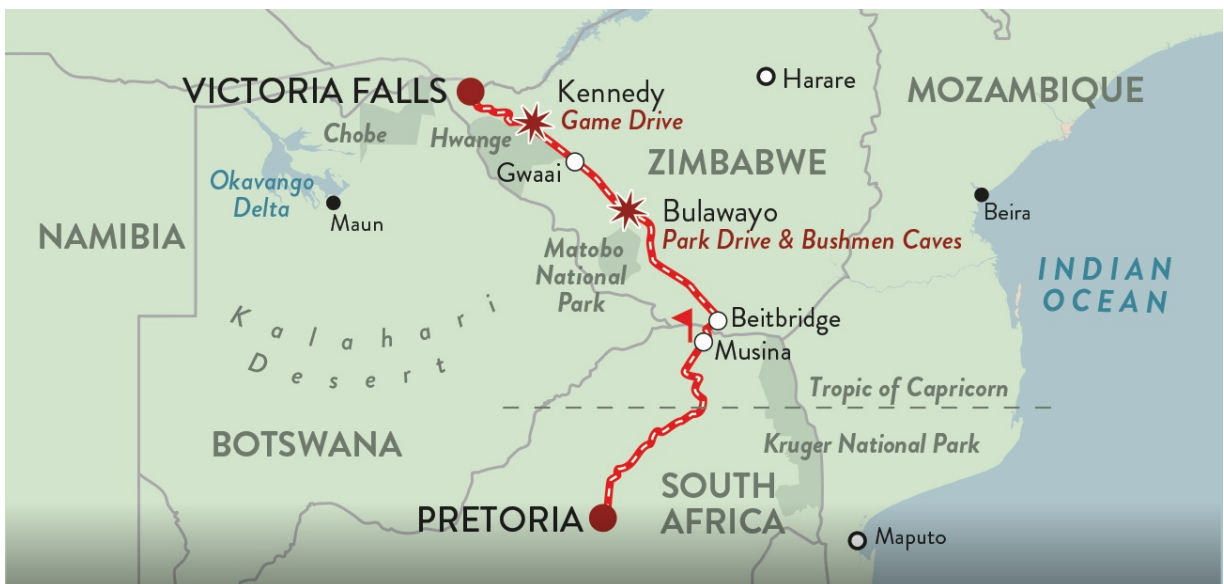 VICTORIA FALLS
Kennedy
Game Drive
Harare
MOZAMBIQUE
Chobe
Hwange
Gwaai
ZIMBABWE
Okavango
Delta
Maun
Bulawayo
Park Drive & Bushmen Caves
Beira
NAMIBIA
Matobo
National
Park
INDIAN
OCEAN
Kalahari
Desert
Beitbridge
Musina
Tropic of Capricorn
BOTSWANA
Kruger National Park
SOUTH
AFRICA
PRETORIA
Maputo